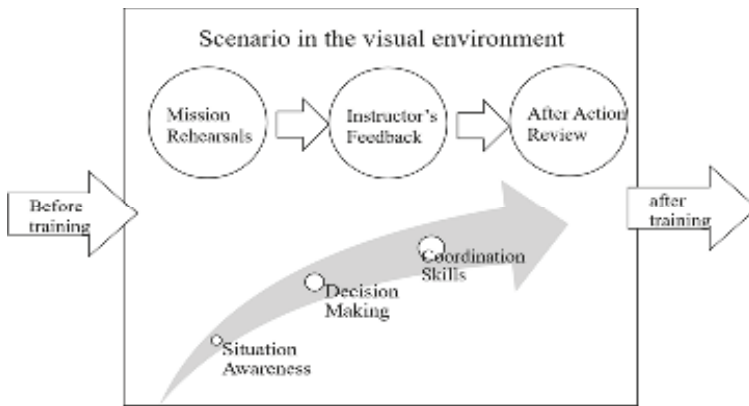 Scenario in the visual environment
Mission
Rehearsals
Instructor's
Feedback
After Action
Review
Before
training
after
training
Coordination
Skills
Decision
Making
Situation
Awareness